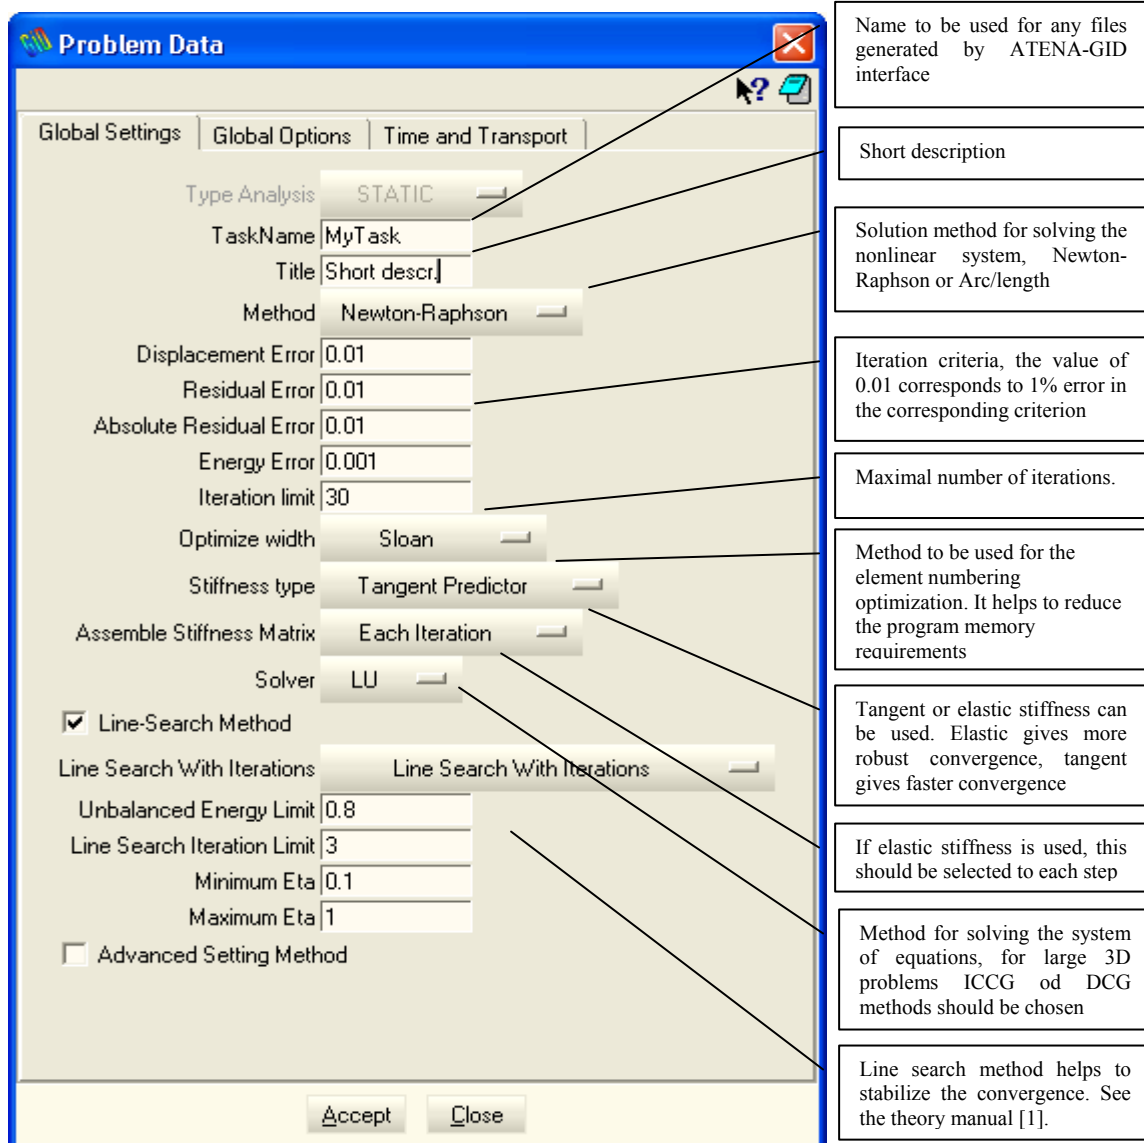 Problem Data
Global Settings Global Options Time and Transport
Type Analysis STATIC
TaskName MyTask
Title Short descr.
Method Newton-Raphson
Displacement Error 0.01
Residual Error 0.01
Absolute Residual Error 0.01
Energy Error 0.001
Iteration limit 30
Optimize width Sloan
Stiffness type Tangent Predictor
Assemble Stiffness Matrix Each Iteration
Solver LU
Line-Search Method
Line Search With Iterations Line Search With Iterations
Unbalanced Energy Limit 0.8
Line Search Iteration Limit 3
Minimum Eta 0.1
Maximum Eta 1
Advanced Setting Method
Accept Close
Name to be used for any files
generated by ATENA-GID
interface
Short description
Solution method for solving the
nonlinear system, Newton-
Raphson or Arc/length
Iteration criteria, the value of
0.01 corresponds to 1% error in
the corresponding criterion
Maximal number of iterations.
Method to be used for the
element numbering
optimization. It helps to reduce
the program memory
requirements
Tangent or elastic stiffness can
be used. Elastic gives more
robust convergence, tangent
gives faster convergence
If elastic stiffness is used, this
should be selected to each step
Method for solving the system
of equations, for large 3D
problems ICCG od DCG
methods should be chosen
Line search method helps to
stabilize the convergence. See
the theory manual [1].